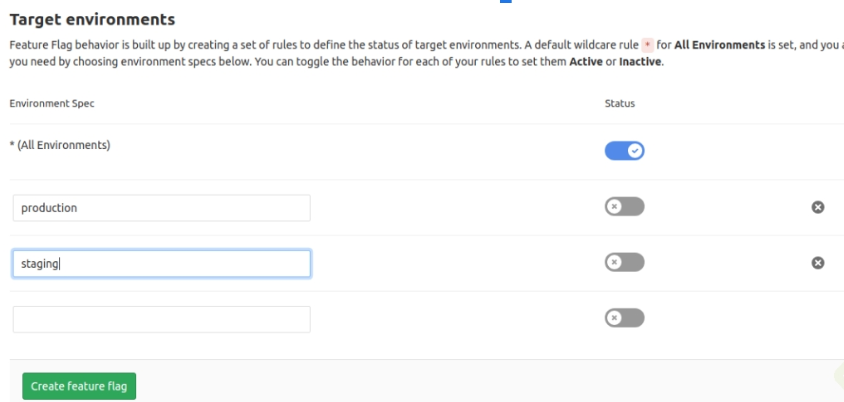 Target environments
Feature Flag behavior is built up by creating a set of rules to define the status of target environments. A default wildcare rule * for All Environments is set, and you
you need by choosing environment specs below. You can toggle the behavior for each of your rules to set them Active or Inactive.
Environment Spec Status
* (All Environments)
production
staging
Create feature flag